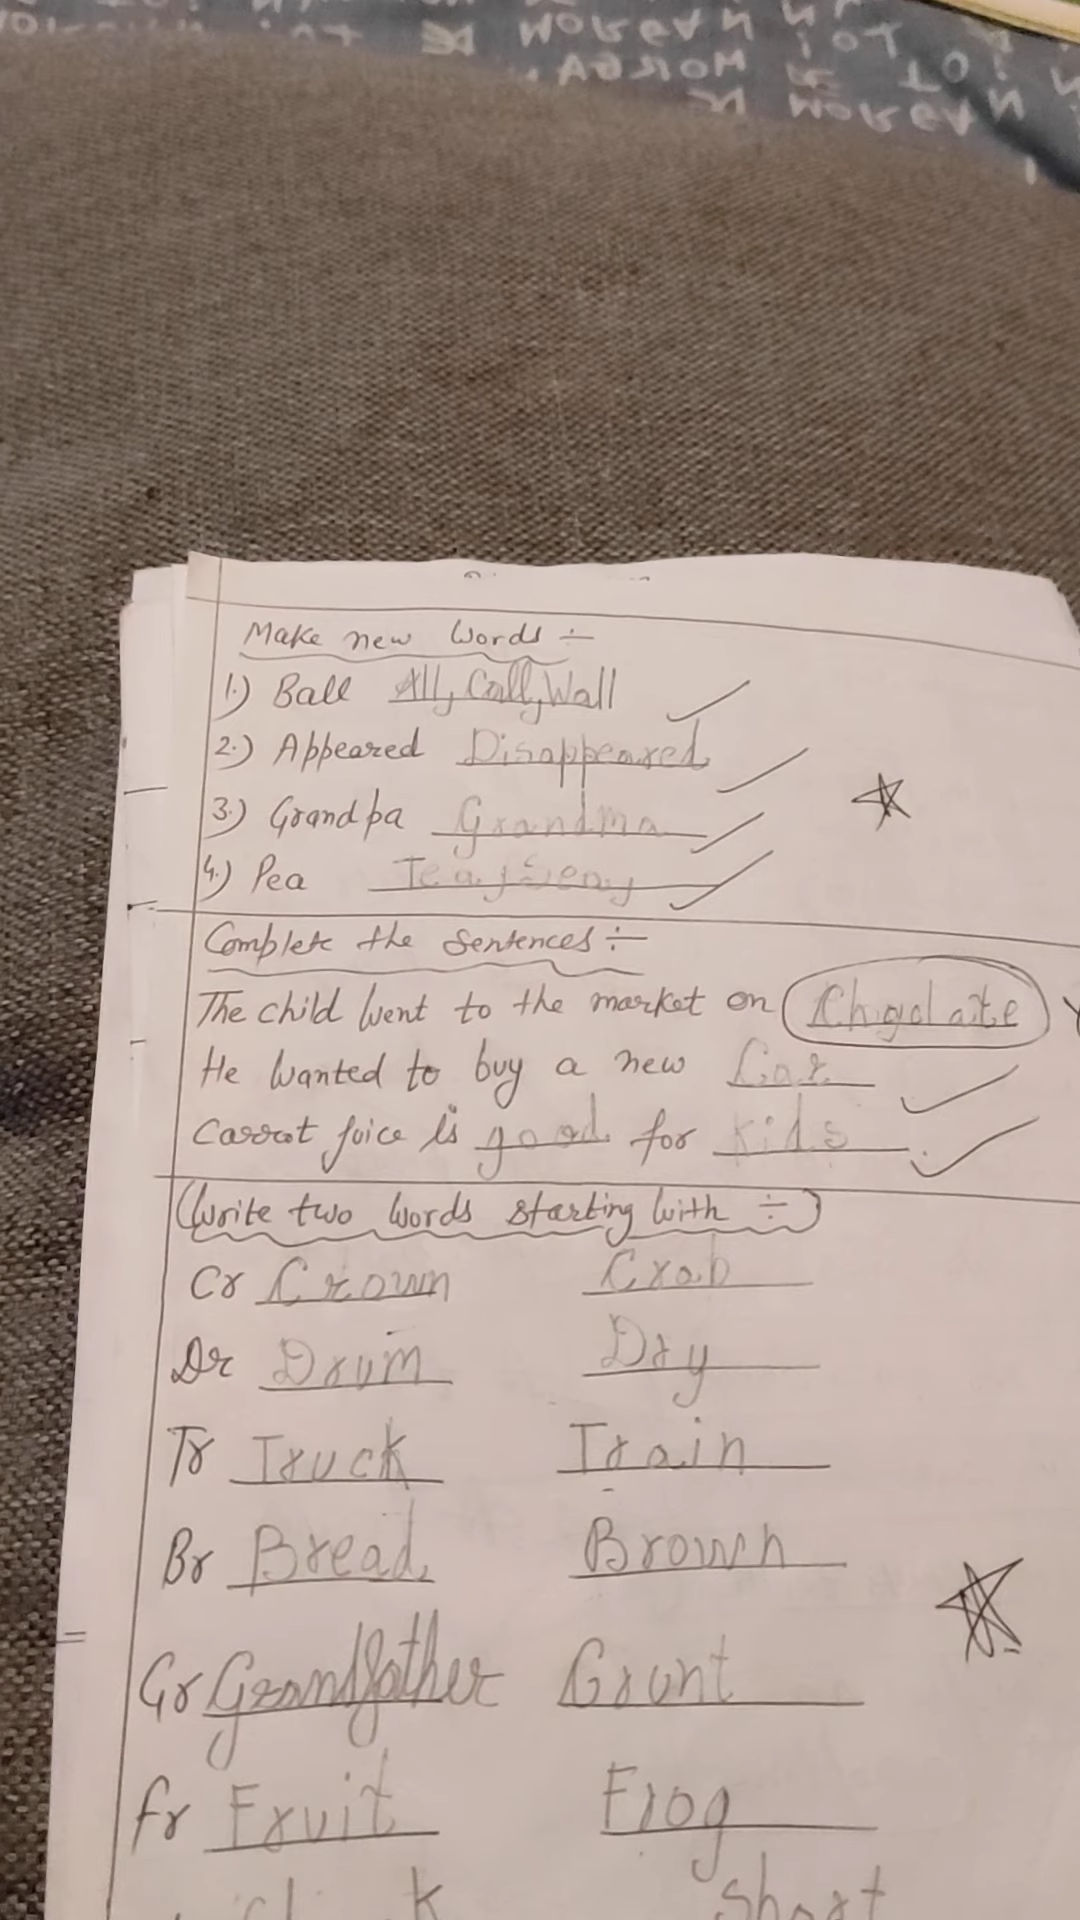 Make new Words :-
1.) Ball All, Call, Wall
2.) Appeared Disappeared
3.) Grandpa Grandma
4.) Pea Tea,
Complete the Sentences :-
The child Went to the market on Chgolate
He Wanted to buy a new Car
Carrot juice is good for kids.
(Write two Words starting With :-)
Cr Crown Crab
Dr Drum Dry
Tr Truck Train
Br Bread Brown
Gr Grandfather Grunt
Fr Fruit Frog
Short